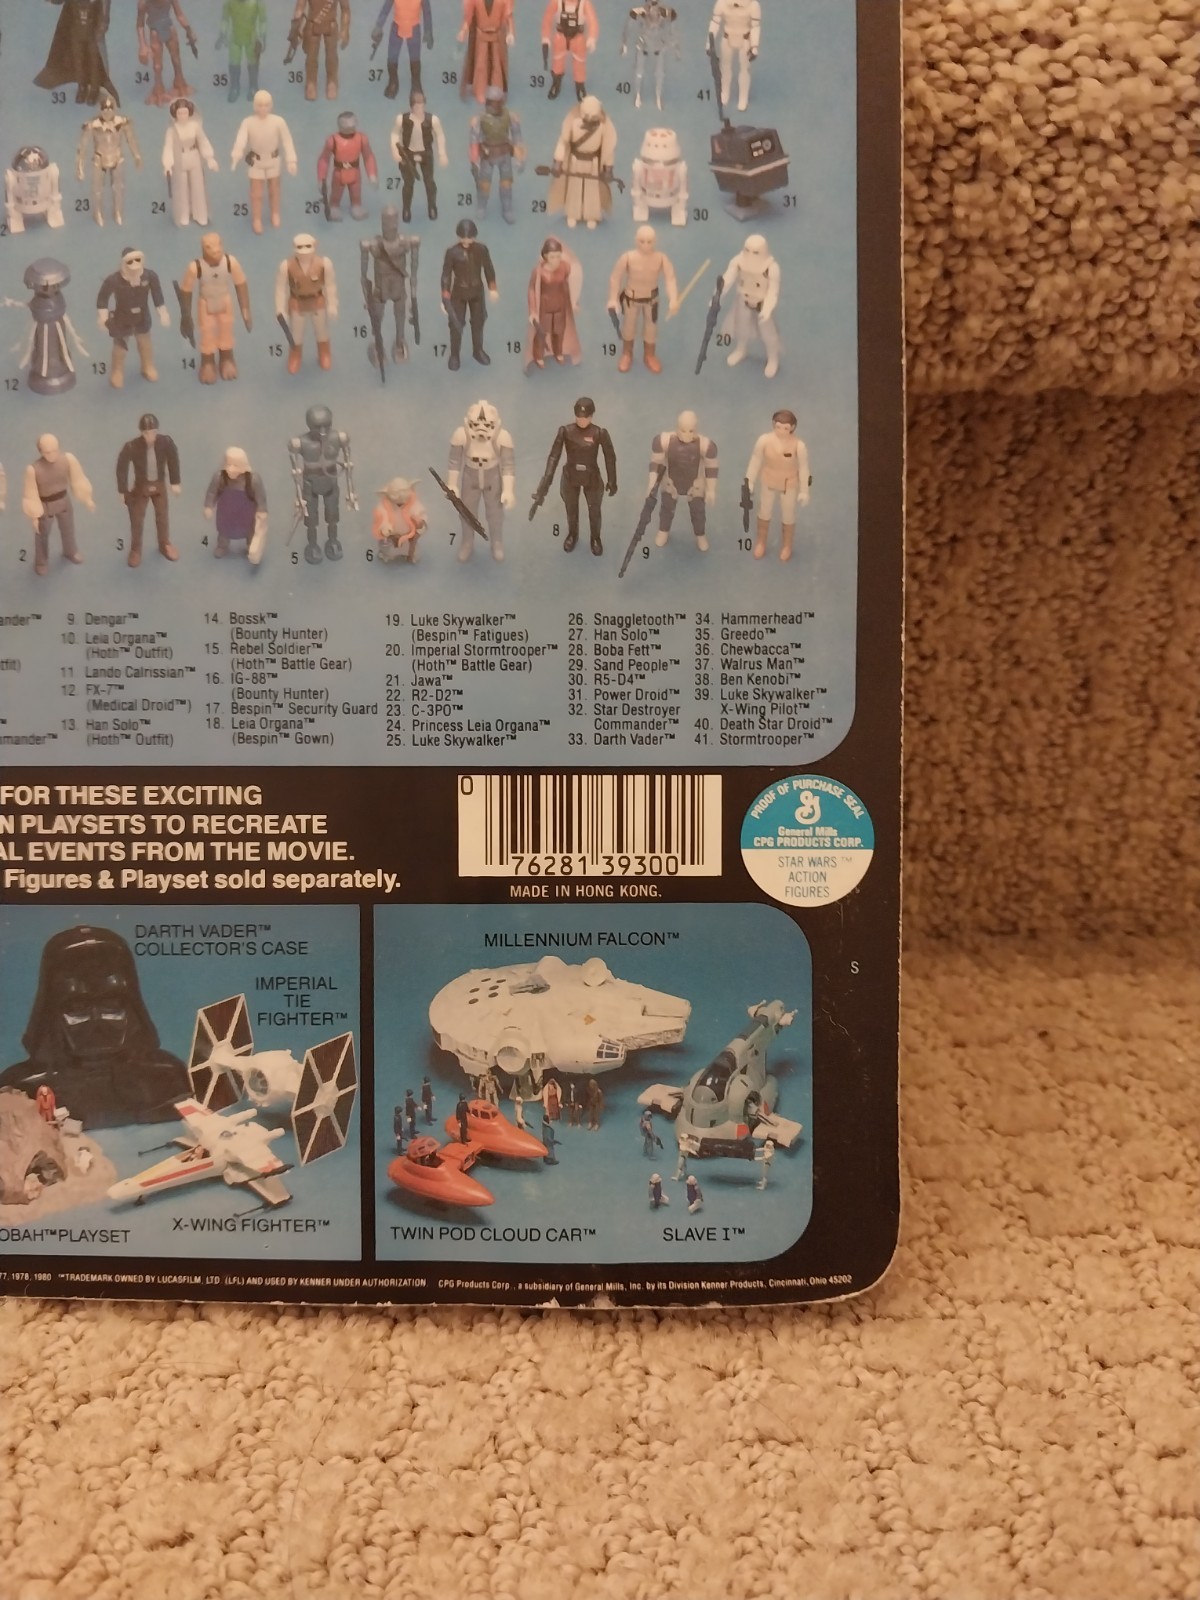 33 34 35 36 37 38 39 40 41
23 24 25 26 27 28 29 30 31
12 13 14 15 16 17 18 19 20
2 3 4 5 6 7 8 9 10
ander™
tfit)
mmander™
9. Dengar™
10. Leia Organa™
(Hoth™ Outfit)
11. Lando Calrissian™
12. FX-7™
(Medical Droid™)
13. Han Solo™
(Hoth™ Outfit)
14. Bossk™
(Bounty Hunter)
15. Rebel Soldier™
(Hoth™ Battle Gear)
16. IG-88™
(Bounty Hunter)
17. Bespin™ Security Guard
18. Leia Organa™
(Bespin™ Gown)
19. Luke Skywalker™
(Bespin™ Fatigues)
20. Imperial Stormtrooper™
(Hoth™ Battle Gear)
21. Jawa™
22. R2-D2™
23. C-3PO™
24. Princess Leia Organa™
25. Luke Skywalker™
26. Snaggletooth™
27. Han Solo™
28. Boba Fett™
29. Sand People™
30. R5-D4™
31. Power Droid™
32. Star Destroyer
Commander™
33. Darth Vader™
34. Hammerhead™
35. Greedo™
36. Chewbacca™
37. Walrus Man™
38. Ben Kenobi™
39. Luke Skywalker™
X-Wing Pilot™
40. Death Star Droid™
41. Stormtrooper™
FOR THESE EXCITING
N PLAYSETS TO RECREATE
AL EVENTS FROM THE MOVIE.
Figures & Playset sold separately.
0 76281 39300
MADE IN HONG KONG.
PROOF OF PURCHASE SEAL
General Mills
CPG PRODUCTS CORP.
STAR WARS™
ACTION
FIGURES
DARTH VADER™
COLLECTOR'S CASE
IMPERIAL
TIE
FIGHTER™
OBAH™ PLAYSET
X-WING FIGHTER™
MILLENNIUM FALCON™
TWIN POD CLOUD CAR™
SLAVE I™
S
77, 1978, 1980 ™TRADEMARK OWNED BY LUCASFILM, LTD. (LFL) AND USED BY KENNER UNDER AUTHORIZATION. CPG Products Corp., a subsidiary of General Mills, Inc. by its Division Kenner Products, Cincinnati, Ohio 45202